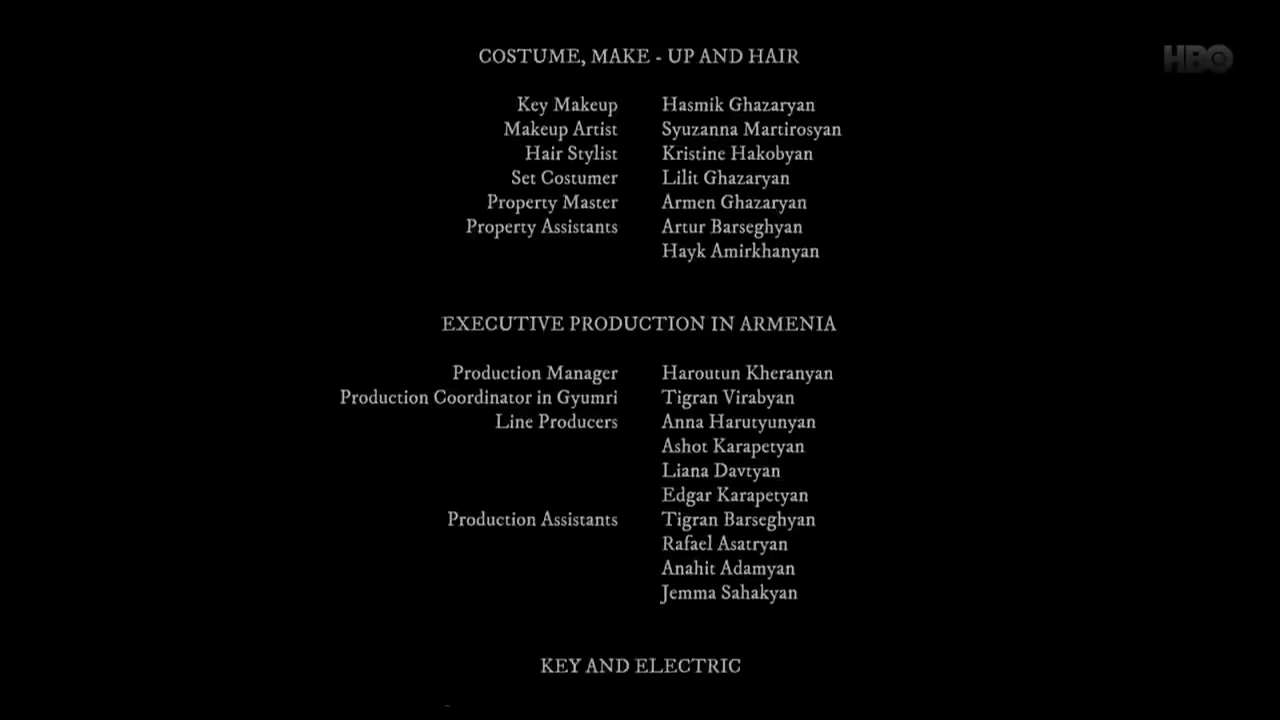 HBO
COSTUME, MAKE - UP AND HAIR
Key Makeup Hasmik Ghazaryan
Makeup Artist Syuzanna Martirosyan
Hair Stylist Kristine Hakobyan
Set Costumer Lilit Ghazaryan
Property Master Armen Ghazaryan
Property Assistants Artur Barseghyan
Hayk Amirkhanyan
EXECUTIVE PRODUCTION IN ARMENIA
Production Manager Haroutun Kheranyan
Production Coordinator in Gyumri Tigran Virabyan
Line Producers Anna Harutyunyan
Ashot Karapetyan
Liana Davtyan
Edgar Karapetyan
Production Assistants Tigran Barseghyan
Rafael Asatryan
Anahit Adamyan
Jemma Sahakyan
KEY AND ELECTRIC